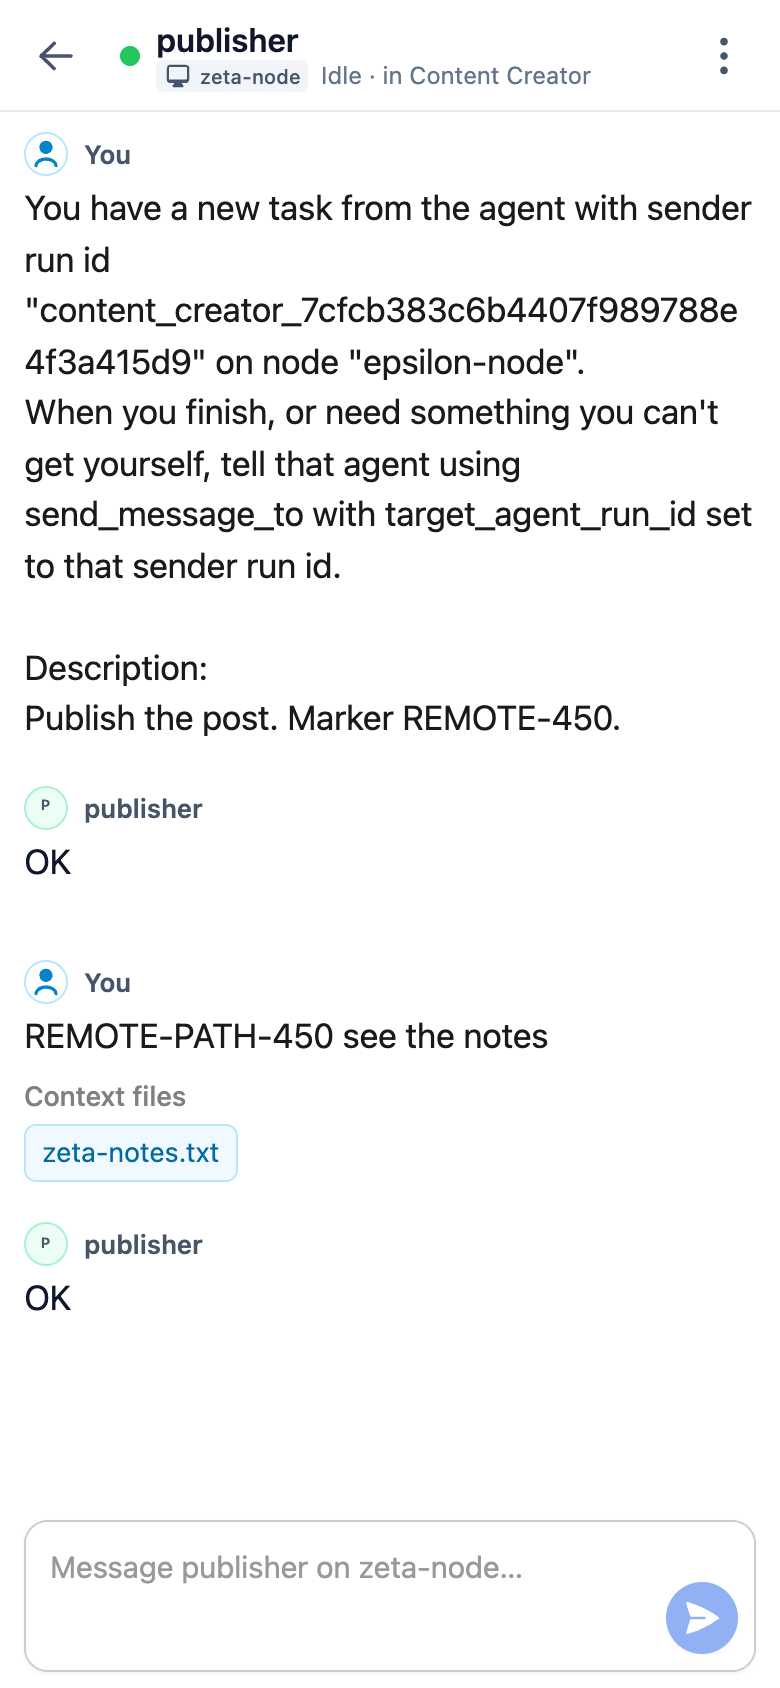 publisher
zeta-node Idle · in Content Creator
You
You have a new task from the agent with sender
run id
"content_creator_7cfcb383c6b4407f989788e
4f3a415d9" on node "epsilon-node".
When you finish, or need something you can't
get yourself, tell that agent using
send_message_to with target_agent_run_id set
to that sender run id.
Description:
Publish the post. Marker REMOTE-450.
P publisher
OK
You
REMOTE-PATH-450 see the notes
Context files
zeta-notes.txt
P publisher
OK
Message publisher on zeta-node...